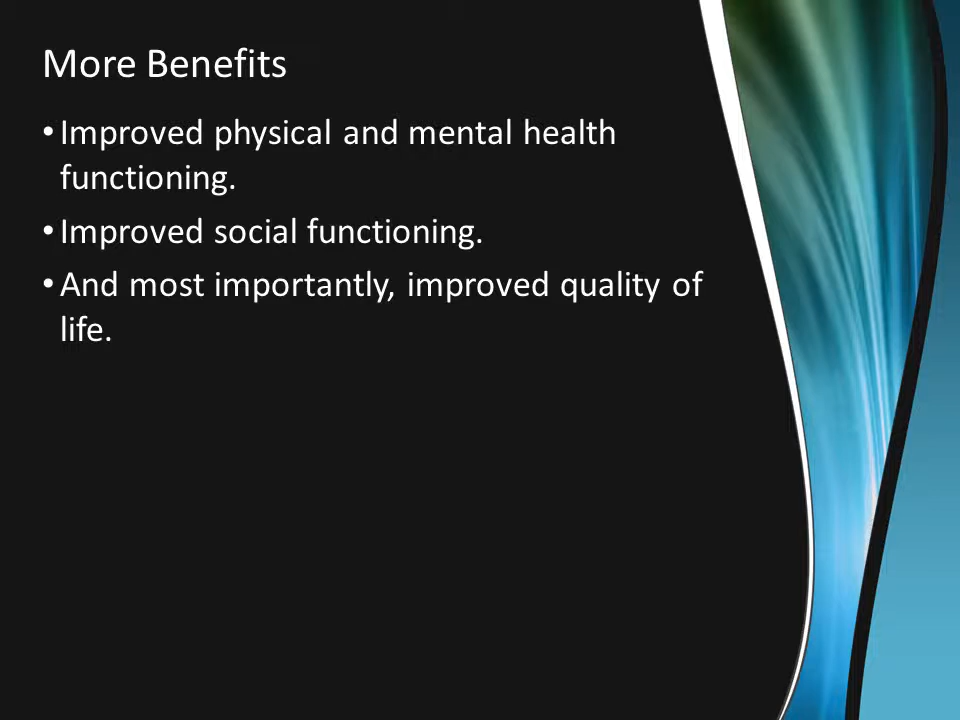 More Benefits
• Improved physical and mental health
functioning.
• Improved social functioning.
• And most importantly, improved quality of
life.